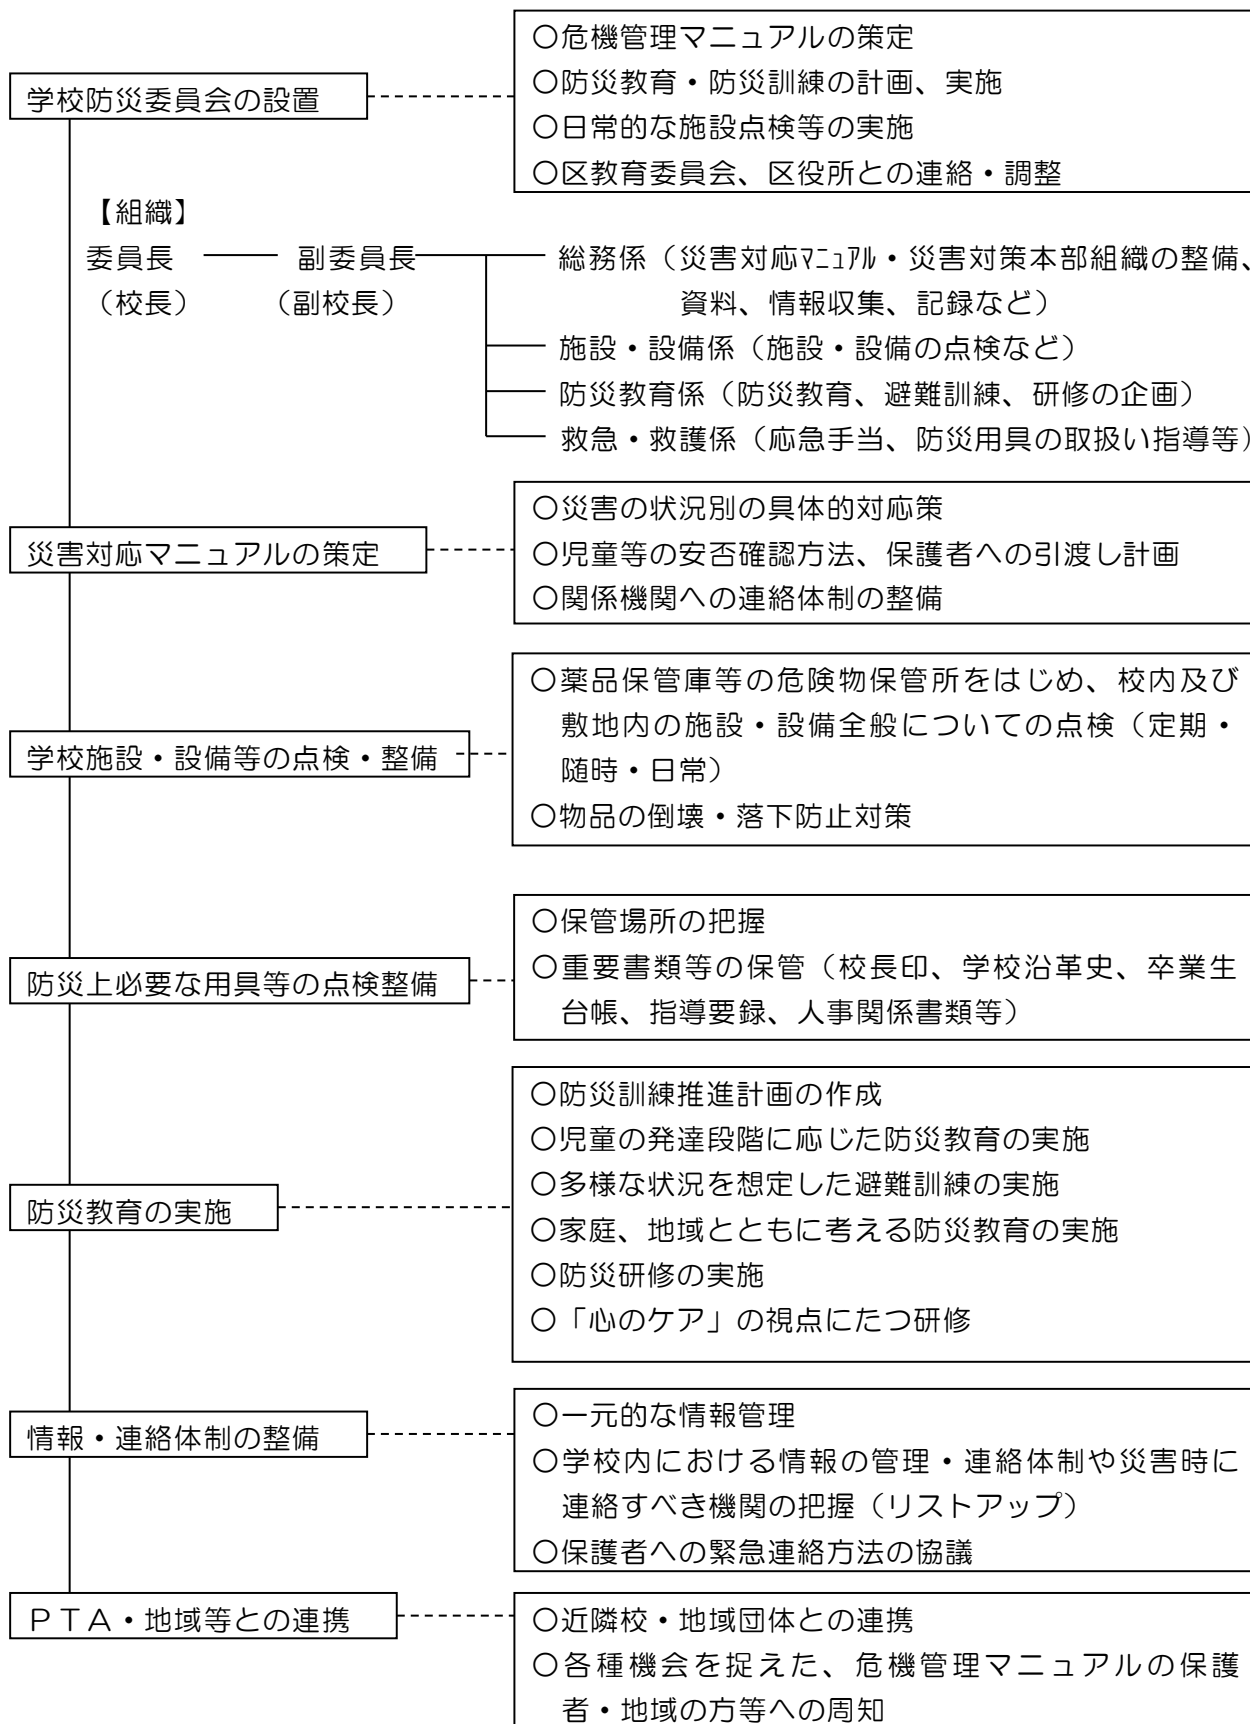 学校防災委員会の設置
○危機管理マニュアルの策定
○防災教育・防災訓練の計画、実施
○日常的な施設点検等の実施
○区教育委員会、区役所との連絡・調整
【組織】
委員長 副委員長 総務係（災害対応ﾏﾆｭｱﾙ・災害対策本部組織の整備、
（校長） （副校長） 資料、情報収集、記録など）
施設・設備係（施設・設備の点検など）
防災教育係（防災教育、避難訓練、研修の企画）
救急・救護係（応急手当、防災用具の取扱い指導等）
災害対応マニュアルの策定
○災害の状況別の具体的対応策
○児童等の安否確認方法、保護者への引渡し計画
○関係機関への連絡体制の整備
学校施設・設備等の点検・整備
○薬品保管庫等の危険物保管所をはじめ、校内及び
敷地内の施設・設備全般についての点検（定期・
随時・日常）
○物品の倒壊・落下防止対策
防災上必要な用具等の点検整備
○保管場所の把握
○重要書類等の保管（校長印、学校沿革史、卒業生
台帳、指導要録、人事関係書類等）
防災教育の実施
○防災訓練推進計画の作成
○児童の発達段階に応じた防災教育の実施
○多様な状況を想定した避難訓練の実施
○家庭、地域とともに考える防災教育の実施
○防災研修の実施
○「心のケア」の視点にたつ研修
情報・連絡体制の整備
○一元的な情報管理
○学校内における情報の管理・連絡体制や災害時に
連絡すべき機関の把握（リストアップ）
○保護者への緊急連絡方法の協議
ＰＴＡ・地域等との連携
○近隣校・地域団体との連携
○各種機会を捉えた、危機管理マニュアルの保護
者・地域の方等への周知